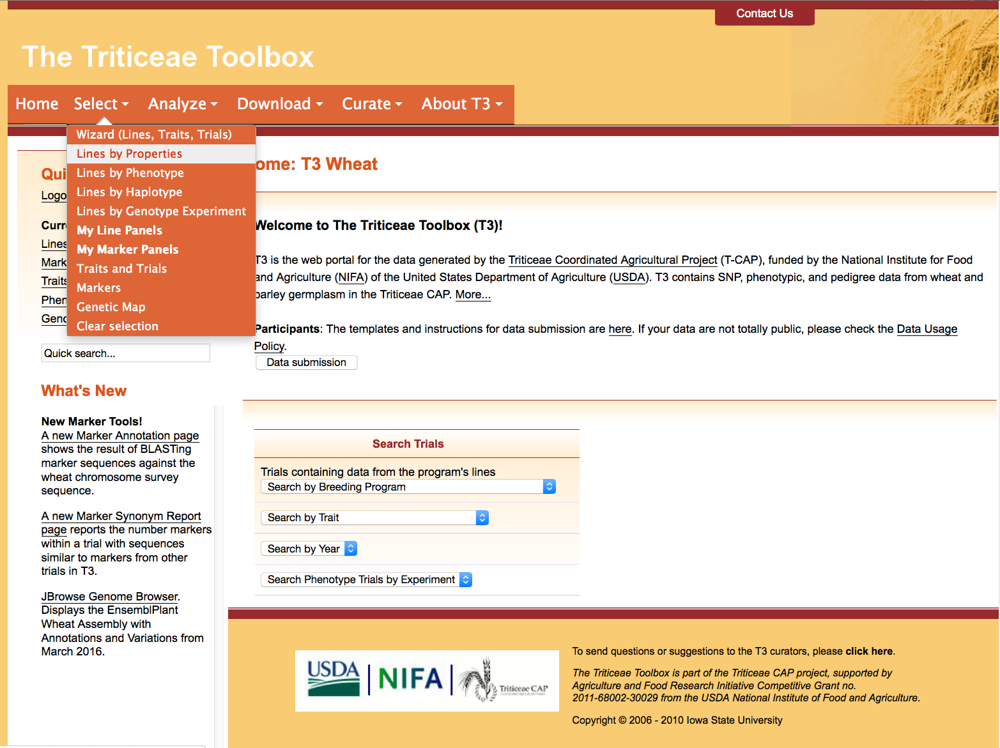 Contact Us
The Triticeae Toolbox
Home Select Analyze Download Curate About T3
Wizard (Lines, Traits, Trials)
Lines by Properties
Lines by Phenotype
Lines by Haplotype
Lines by Genotype Experiment
My Line Panels
My Marker Panels
Traits and Trials
Markers
Genetic Map
Clear selection
Qui
Logo
Curr
Lines
Mark
Traits
Phen
Geno
Quick search...
What's New
New Marker Tools!
A new Marker Annotation page
shows the result of BLASTing
marker sequences against the
wheat chromosome survey
sequence.
A new Marker Synonym Report
page reports the number markers
within a trial with sequences
similar to markers from other
trials in T3.
JBrowse Genome Browser.
Displays the EnsemblPlant
Wheat Assembly with
Annotations and Variations from
March 2016.
ome: T3 Wheat
Welcome to The Triticeae Toolbox (T3)!
T3 is the web portal for the data generated by the Triticeae Coordinated Agricultural Project (T-CAP), funded by the National Institute for Food
and Agriculture (NIFA) of the United States Department of Agriculture (USDA). T3 contains SNP, phenotypic, and pedigree data from wheat and
barley germplasm in the Triticeae CAP. More...
Participants: The templates and instructions for data submission are here. If your data are not totally public, please check the Data Usage
Policy.
Data submission
Search Trials
Trials containing data from the program's lines
Search by Breeding Program
Search by Trait
Search by Year
Search Phenotype Trials by Experiment
USDA NIFA Triticeae CAP
To send questions or suggestions to the T3 curators, please click here.
The Triticeae Toolbox is part of the Triticeae CAP project, supported by
Agriculture and Food Research Initiative Competitive Grant no.
2011-68002-30029 from the USDA National Institute of Food and Agriculture.
Copyright © 2006 - 2010 Iowa State University